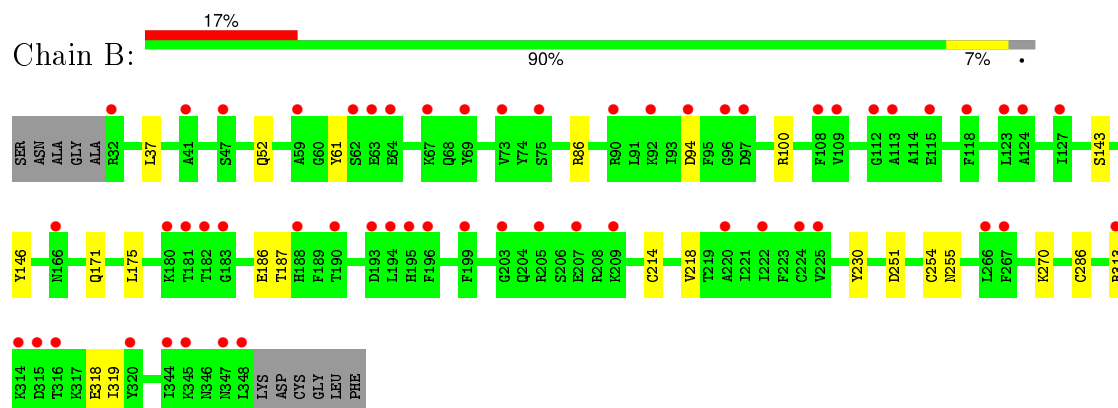 17%
Chain B:
90%
7%
•
SER ASN ALA GLY ALA R32 L37 A41 S47 Q52 A59 G60 Y61 S62 E63 E64 K67 Q68 Y69 V73 Y74 S75 R86 R90 L91 K92 I93 D94 F95 G96 D97 R100 F108 V109 G112 A113 A114 E115 F118 L123 A124 I127 S143
Y146 N166 Q171 L175 K180 T181 T182 G183 E186 T187 H188 F189 T190 D193 L194 H195 F196 F199 G203 Q204 R205 S206 E207 R208 K209 C214 V218 T219 A220 I221 I222 F223 C224 V225 Y230 D251 C254 N255 L266 F267 K270 C286
K314 D315 T316 K317 E318 I319 Y320 I344 K345 N346 N347 L348 LYS ASP CYS GLY LEU PHE